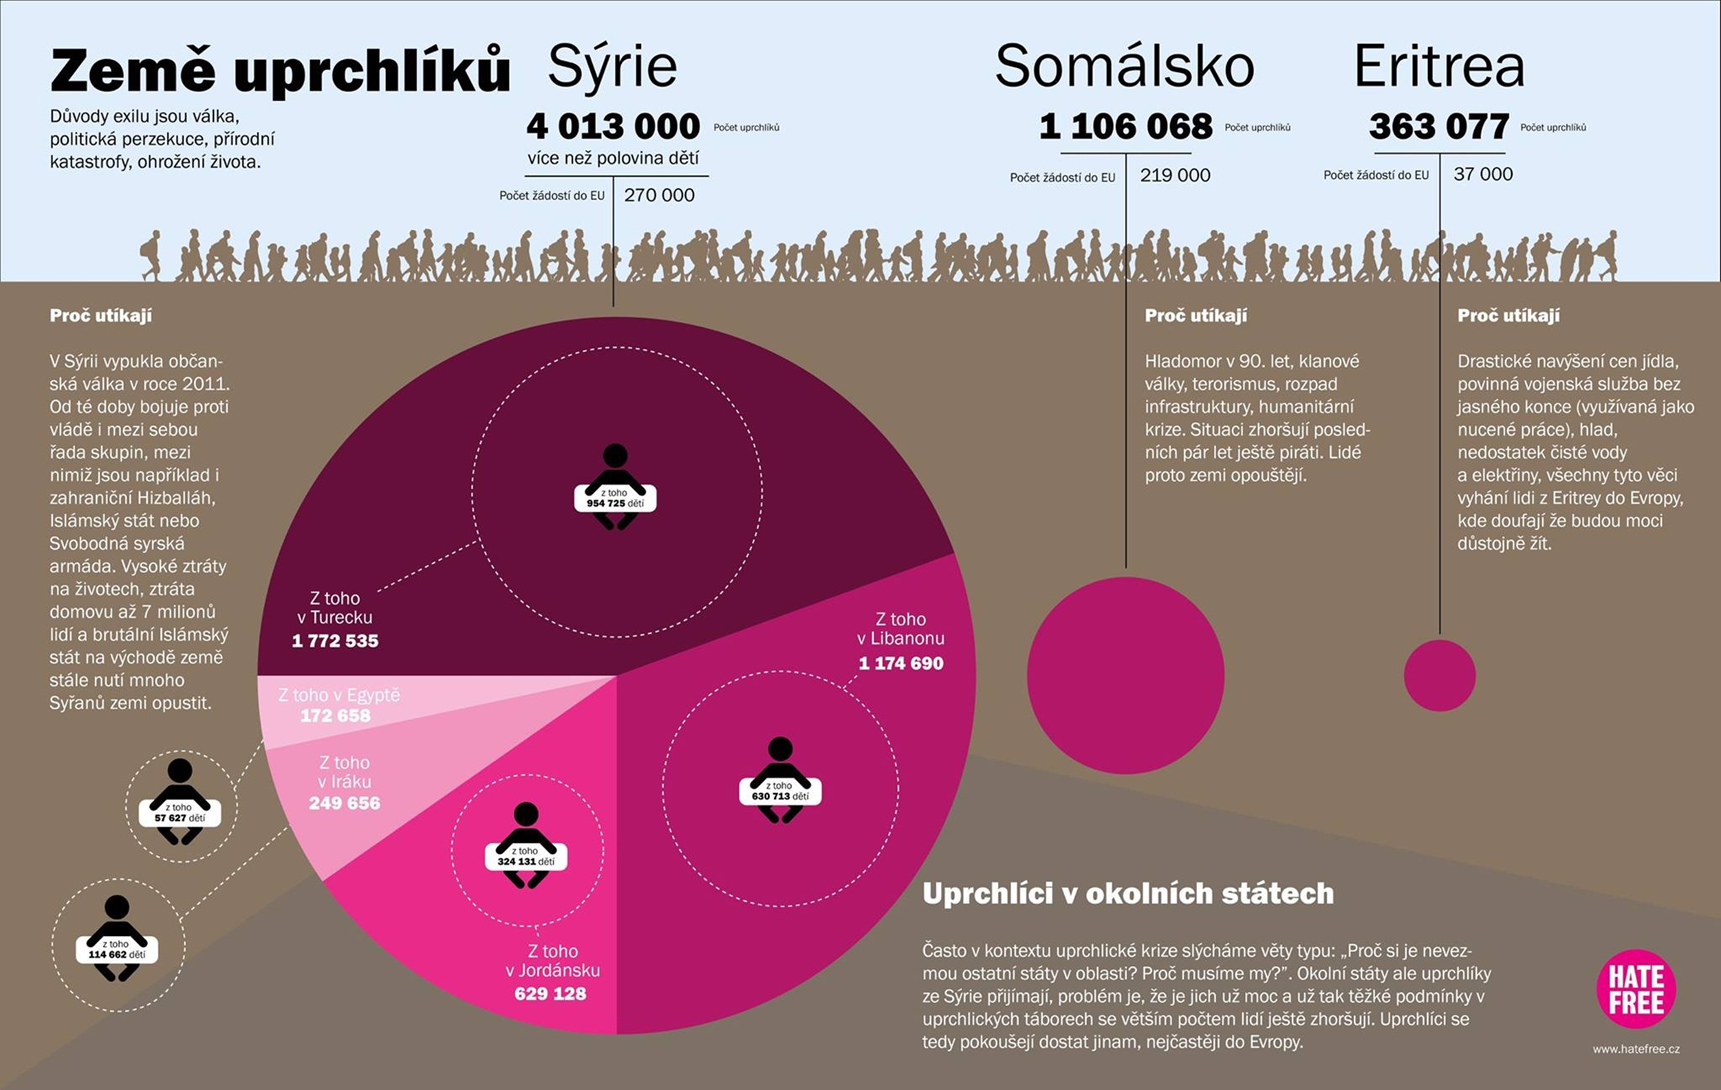 Země uprchlíků
Důvody exilu jsou válka,
politická perzekuce, přírodní
katastrofy, ohrožení života.
Sýrie
4 013 000 Počet uprchlíků
více než polovina dětí
Počet žádostí do EU 270 000
Somálsko
1 106 068 Počet uprchlíků
Počet žádostí do EU 219 000
Eritrea
363 077 Počet uprchlíků
Počet žádostí do EU 37 000
Proč utíkají
V Sýrii vypukla občan-
ská válka v roce 2011.
Od té doby bojuje proti
vládě i mezi sebou
řada skupin, mezi
nimiž jsou například i
zahraniční Hizballáh,
Islámský stát nebo
Svobodná syrská
armáda. Vysoké ztráty
na životech, ztráta
domovu až 7 milionů
lidí a brutální Islámský
stát na východě země
stále nutí mnoho
Syřanů zemi opustit.
z toho
954 725 dětí
Z toho
v Turecku
1 772 535
Z toho
v Libanonu
1 174 690
z toho
630 713 dětí
Z toho v Egyptě
172 658
z toho
57 627 dětí
Z toho
v Iráku
249 656
z toho
114 662 dětí
z toho
324 131 dětí
Z toho
v Jordánsku
629 128
Proč utíkají
Hladomor v 90. let, klanové
války, terorismus, rozpad
infrastruktury, humanitární
krize. Situaci zhoršují posled-
ních pár let ještě piráti. Lidé
proto zemi opouštějí.
Proč utíkají
Drastické navýšení cen jídla,
povinná vojenská služba bez
jasného konce (využívaná jako
nucené práce), hlad,
nedostatek čisté vody
a elektřiny, všechny tyto věci
vyhání lidi z Eritrey do Evropy,
kde doufají že budou moci
důstojně žít.
Uprchlíci v okolních státech
Často v kontextu uprchlické krize slýcháme věty typu: „Proč si je nevez-
mou ostatní státy v oblasti? Proč musíme my?”. Okolní státy ale uprchlíky
ze Sýrie přijímají, problém je, že je jich už moc a už tak těžké podmínky v
uprchlických táborech se větším počtem lidí ještě zhoršují. Uprchlíci se
tedy pokoušejí dostat jinam, nejčastěji do Evropy.
HATE
FREE
www.hatefree.cz